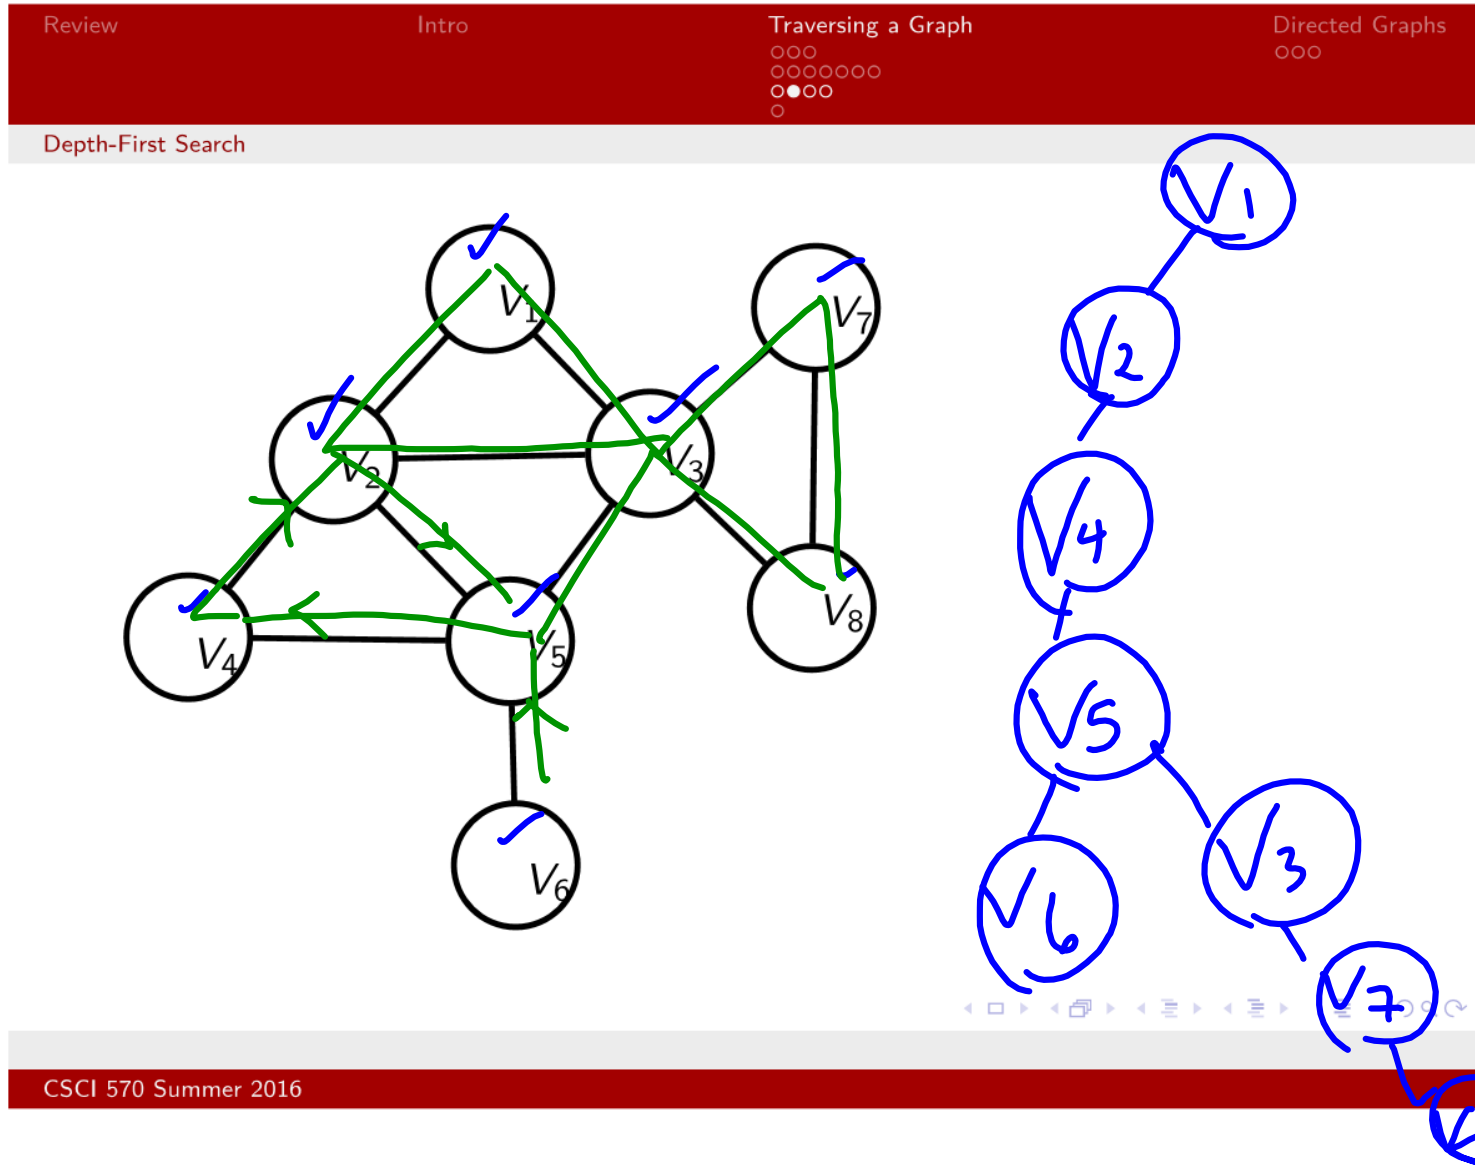 Review Intro Traversing a Graph Directed Graphs
Depth-First Search
V1
V7
V2
V3
V4
V5
V8
V6
V1
V2
V4
V5
V6
V3
V7
CSCI 570 Summer 2016